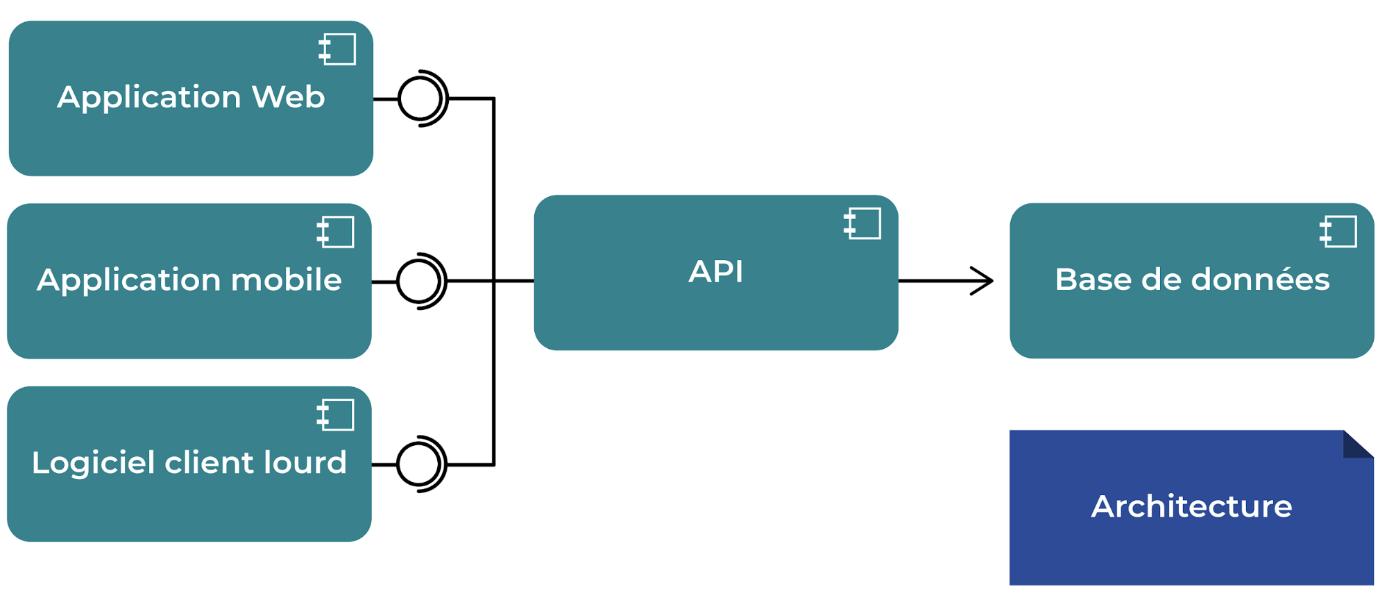 Application Web
Application mobile
Logiciel client lourd
API
Base de données
Architecture